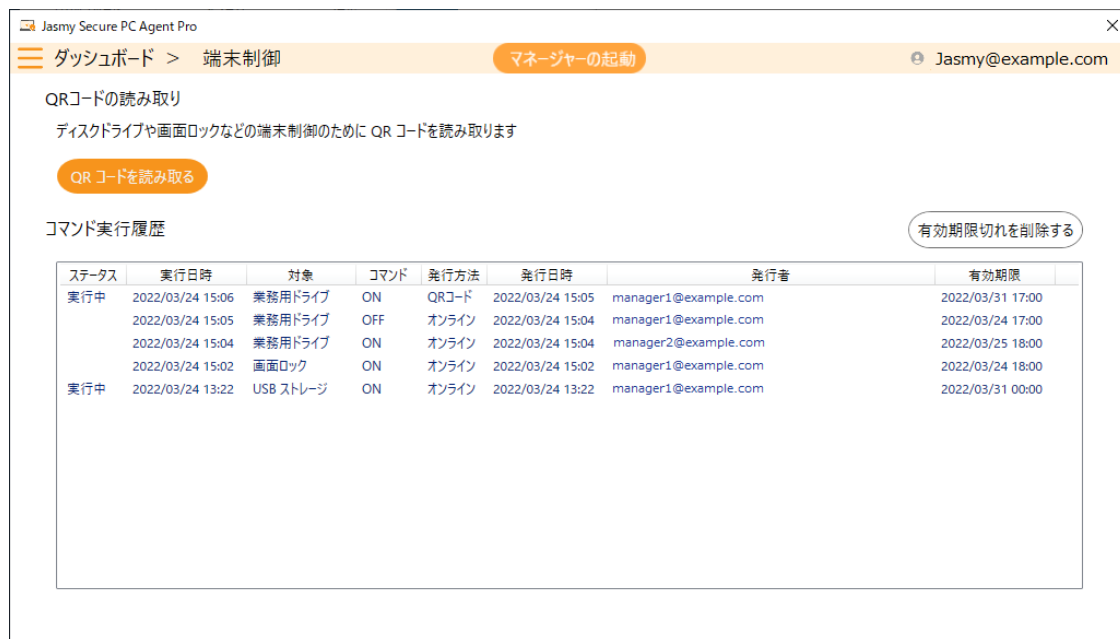 Jasmy Secure PC Agent Pro
ダッシュボード > 端末制御 マネージャーの起動 Jasmy@example.com
QRコードの読み取り
ディスクドライブや画面ロックなどの端末制御のために QR コードを読み取ります
QR コードを読み取る
コマンド実行履歴 有効期限切れを削除する
ステータス 実行日時 対象 コマンド 発行方法 発行日時 発行者 有効期限
実行中 2022/03/24 15:06 業務用ドライブ ON QRコード 2022/03/24 15:05 manager1@example.com 2022/03/31 17:00
2022/03/24 15:05 業務用ドライブ OFF オンライン 2022/03/24 15:04 manager1@example.com 2022/03/24 17:00
2022/03/24 15:04 業務用ドライブ ON オンライン 2022/03/24 15:04 manager2@example.com 2022/03/25 18:00
2022/03/24 15:02 画面ロック ON オンライン 2022/03/24 15:02 manager1@example.com 2022/03/24 18:00
実行中 2022/03/24 13:22 USB ストレージ ON オンライン 2022/03/24 13:22 manager1@example.com 2022/03/31 00:00